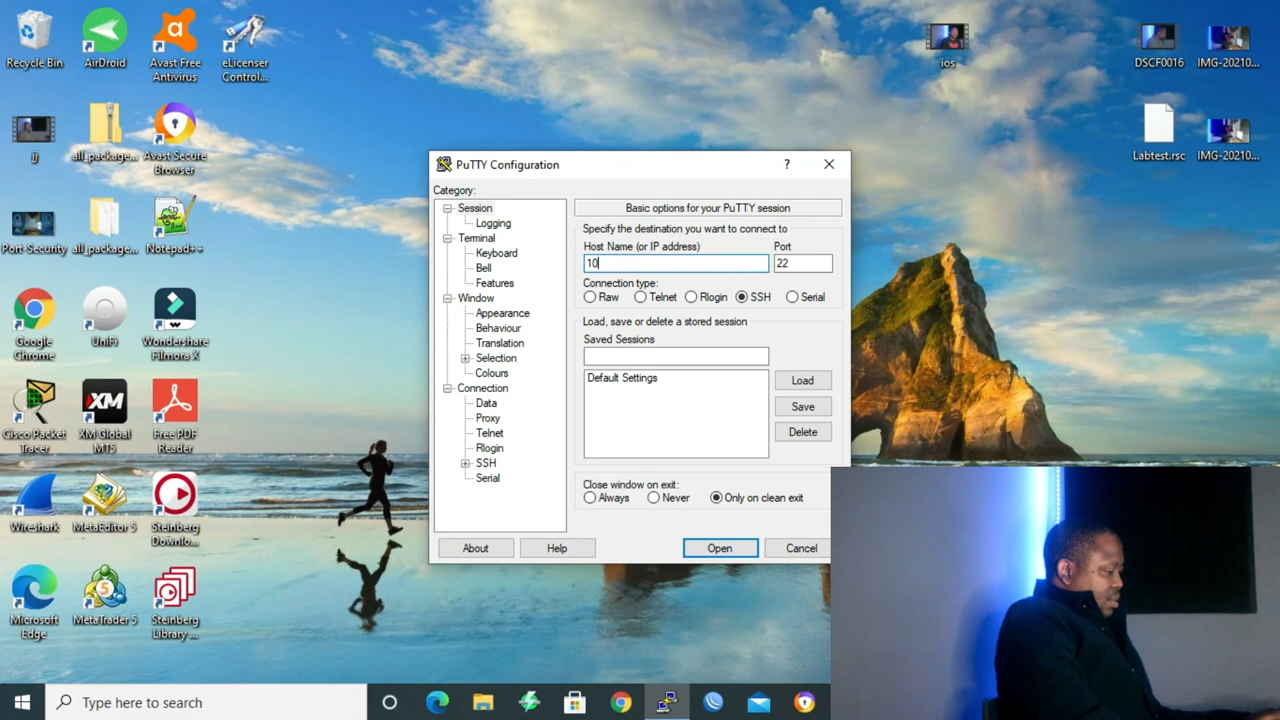 Recycle Bin
AirDroid
Avast Free
Antivirus
eLicenser
Control...
ios
DSCF0016
IMG-20210...
jj
all_package...
Avast Secure
Browser
Labtest.rsc
IMG-20210...
Port-Security
all_package...
Notepad++
Google
Chrome
UniFi
Wondershare
Filmora X
Cisco Packet
Tracer
XM
XM Global
MT5
Free PDF
Reader
Wireshark
MetaEditor 5
Steinberg
Downlo...
Microsoft
Edge
MetaTrader 5
Steinberg
Library ...
PuTTY Configuration
?
Category:
Session
Logging
Terminal
Keyboard
Bell
Features
Window
Appearance
Behaviour
Translation
Selection
Colours
Connection
Data
Proxy
Telnet
Rlogin
SSH
Serial
Basic options for your PuTTY session
Specify the destination you want to connect to
Host Name (or IP address)
Port
10
22
Connection type:
Raw
Telnet
Rlogin
SSH
Serial
Load, save or delete a stored session
Saved Sessions
Default Settings
Load
Save
Delete
Close window on exit:
Always
Never
Only on clean exit
About
Help
Open
Cancel
Type here to search